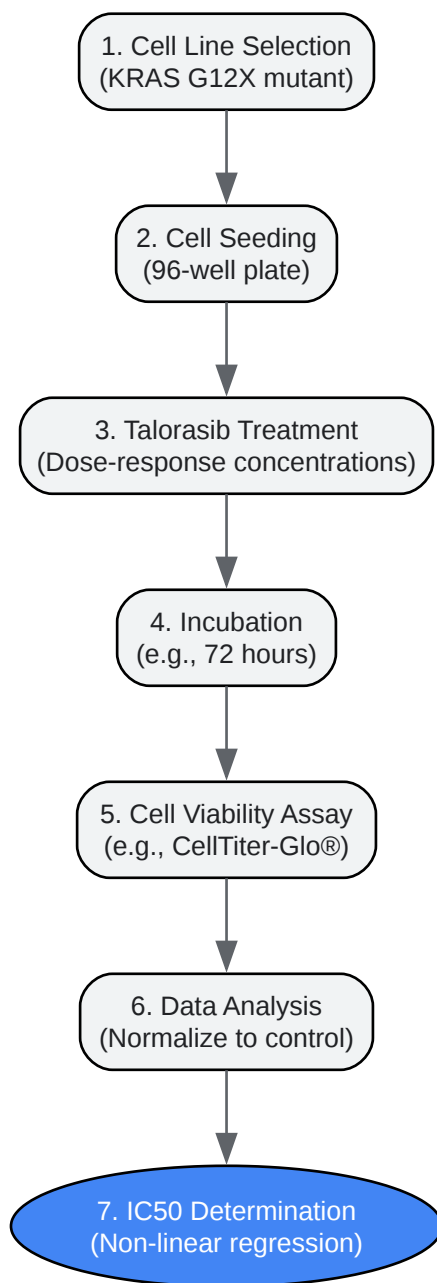 1. Cell Line Selection
(KRAS G12X mutant)
2. Cell Seeding
(96-well plate)
3. Talorasib Treatment
(Dose-response concentrations)
4. Incubation
(e.g., 72 hours)
5. Cell Viability Assay
(e.g., CellTiter-Glo®)
6. Data Analysis
(Normalize to control)
7. IC50 Determination
(Non-linear regression)